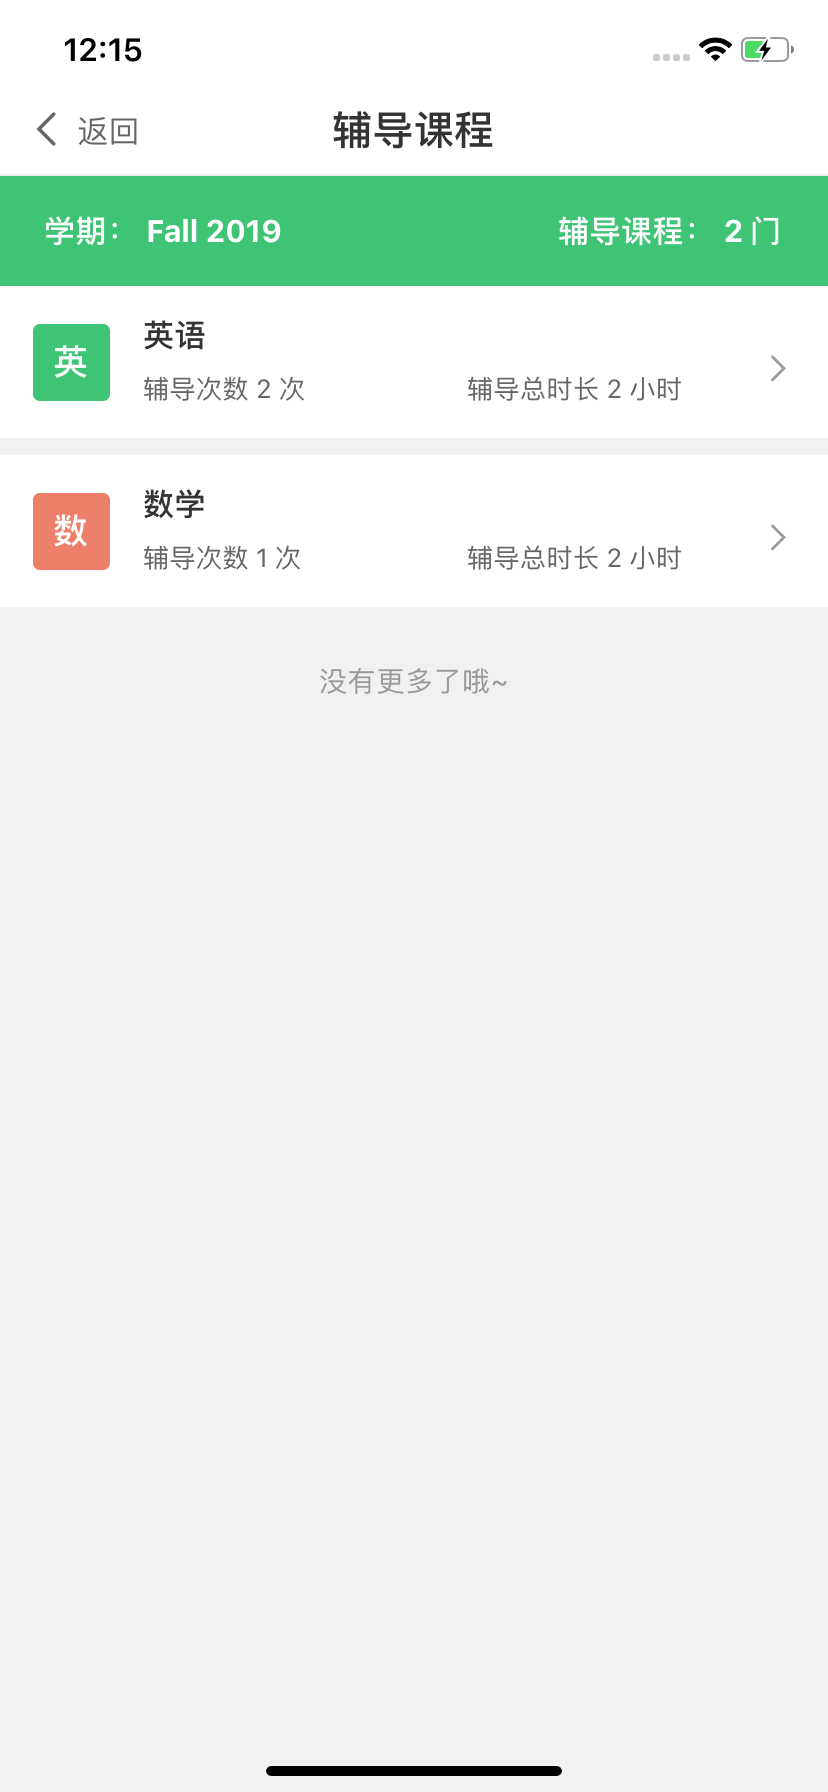 12:15
返回
辅导课程
学期： Fall 2019
辅导课程： 2 门
英
英语
辅导次数 2 次
辅导总时长 2 小时
数
数学
辅导次数 1 次
辅导总时长 2 小时
没有更多了哦~